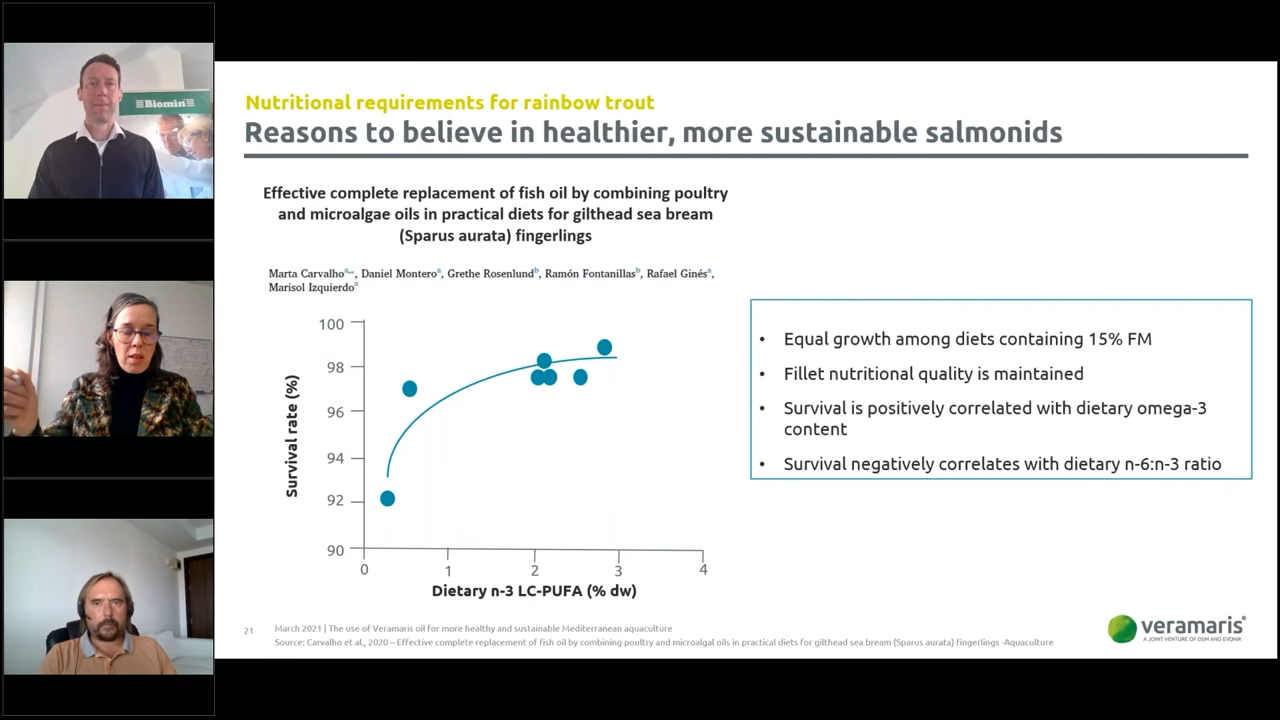 ≡Biomin≡
Nutritional requirements for rainbow trout
Reasons to believe in healthier, more sustainable salmonids
Effective complete replacement of fish oil by combining poultry
and microalgae oils in practical diets for gilthead sea bream
(Sparus aurata) fingerlings
Marta Carvalhoᵃ,*, Daniel Monteroᵃ, Grethe Rosenlundᵇ, Ramón Fontanillasᵇ, Rafael Ginésᵃ,
Marisol Izquierdoᵃ
Survival rate (%)
100
98
96
94
92
90
0 1 2 3 4
Dietary n-3 LC-PUFA (% dw)
• Equal growth among diets containing 15% FM
• Fillet nutritional quality is maintained
• Survival is positively correlated with dietary omega-3
content
• Survival negatively correlates with dietary n-6:n-3 ratio
21
March 2021 | The use of Veramaris oil for more healthy and sustainable Mediterranean aquaculture
Source: Carvalho et al., 2020 – Effective complete replacement of fish oil by combining poultry and microalgal oils in practical diets for gilthead sea bream (Sparus aurata) fingerlings -Aquaculture
veramaris®
A JOINT VENTURE OF DSM AND EVONIK